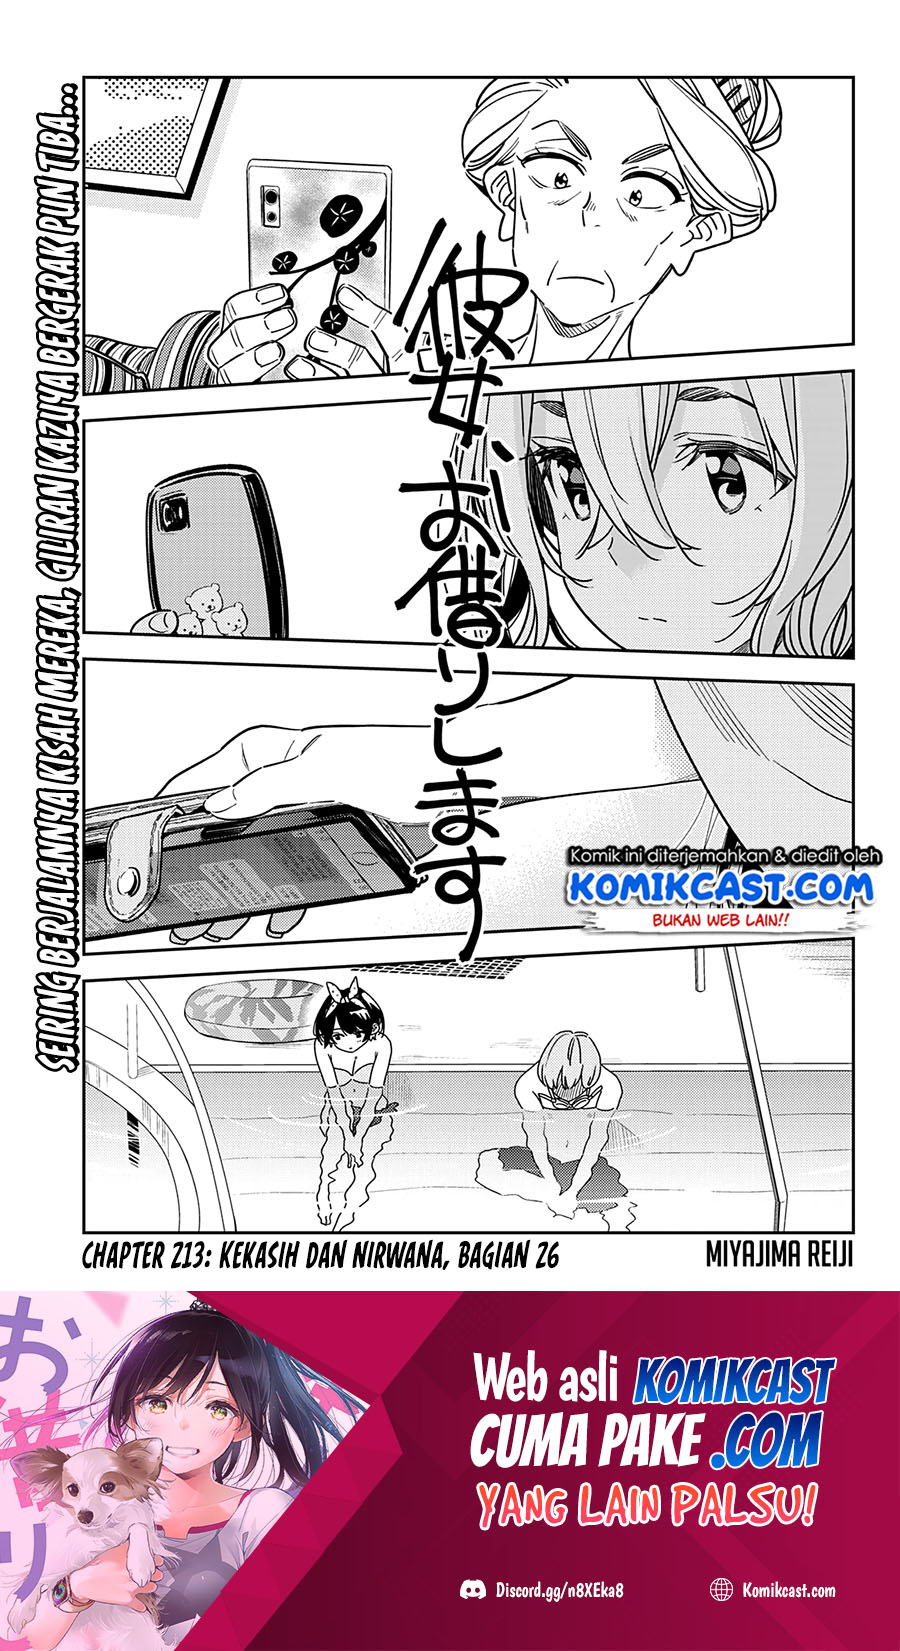 SEIRING BERJALANNYA KISAH MEREKA, GILIRAN KAZUYA BERGERAK PUN TIBA...
彼女、お借りします
Komik ini diterjemahkan & diedit oleh
KOMIKCAST.COM
BUKAN WEB LAIN!!
CHAPTER 213: KEKASIH DAN NIRWANA, BAGIAN 26
MIYAJIMA REIJI
Web asli KOMIKCAST
CUMA PAKE .COM
YANG LAIN PALSU!
Discord.gg/n8XEka8
Komikcast.com